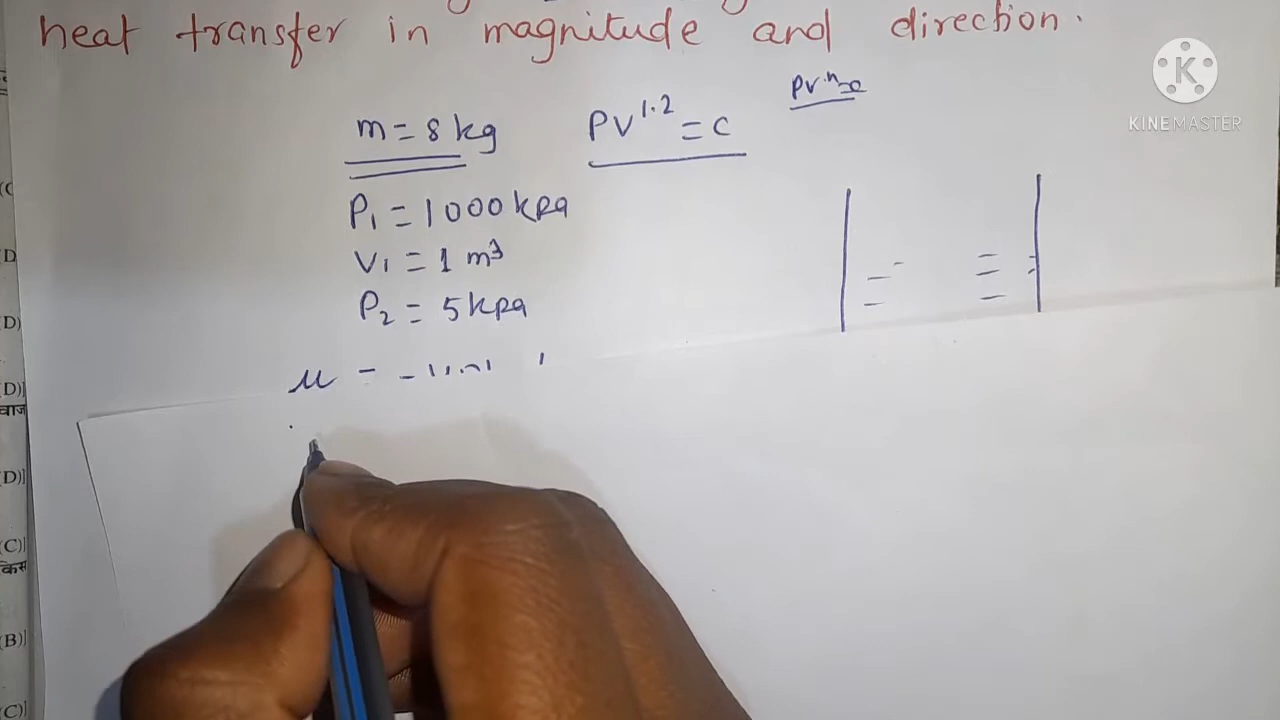 heat transfer in magnitude and direction.
m = 8 kg
PV^1.2 = C
P1 = 1000 kpa
V1 = 1 m³
P2 = 5 kpa
KINEMASTER
(D
(D)
(D)]
(D)]
(C)]
(B)]
(C)]